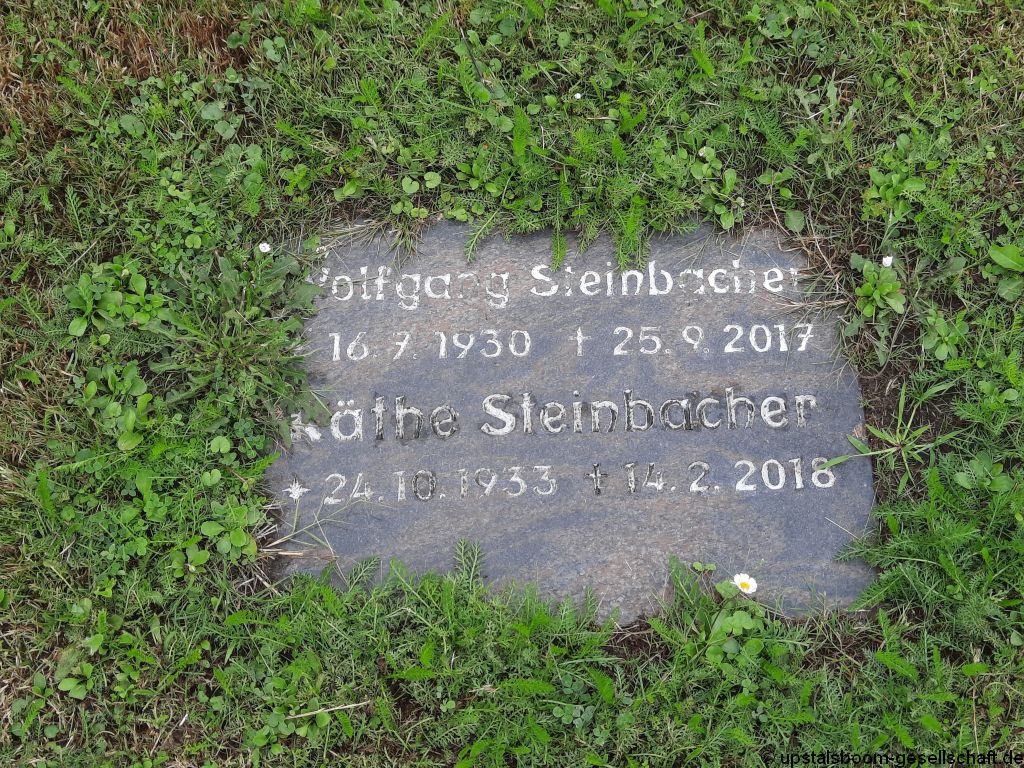 Wolfgang Steinbacher
16. 7. 1930 † 25. 9. 2017
Käthe Steinbacher
* 24. 10. 1933 † 14. 2. 2018
upstalsboom-gesellschaft.de